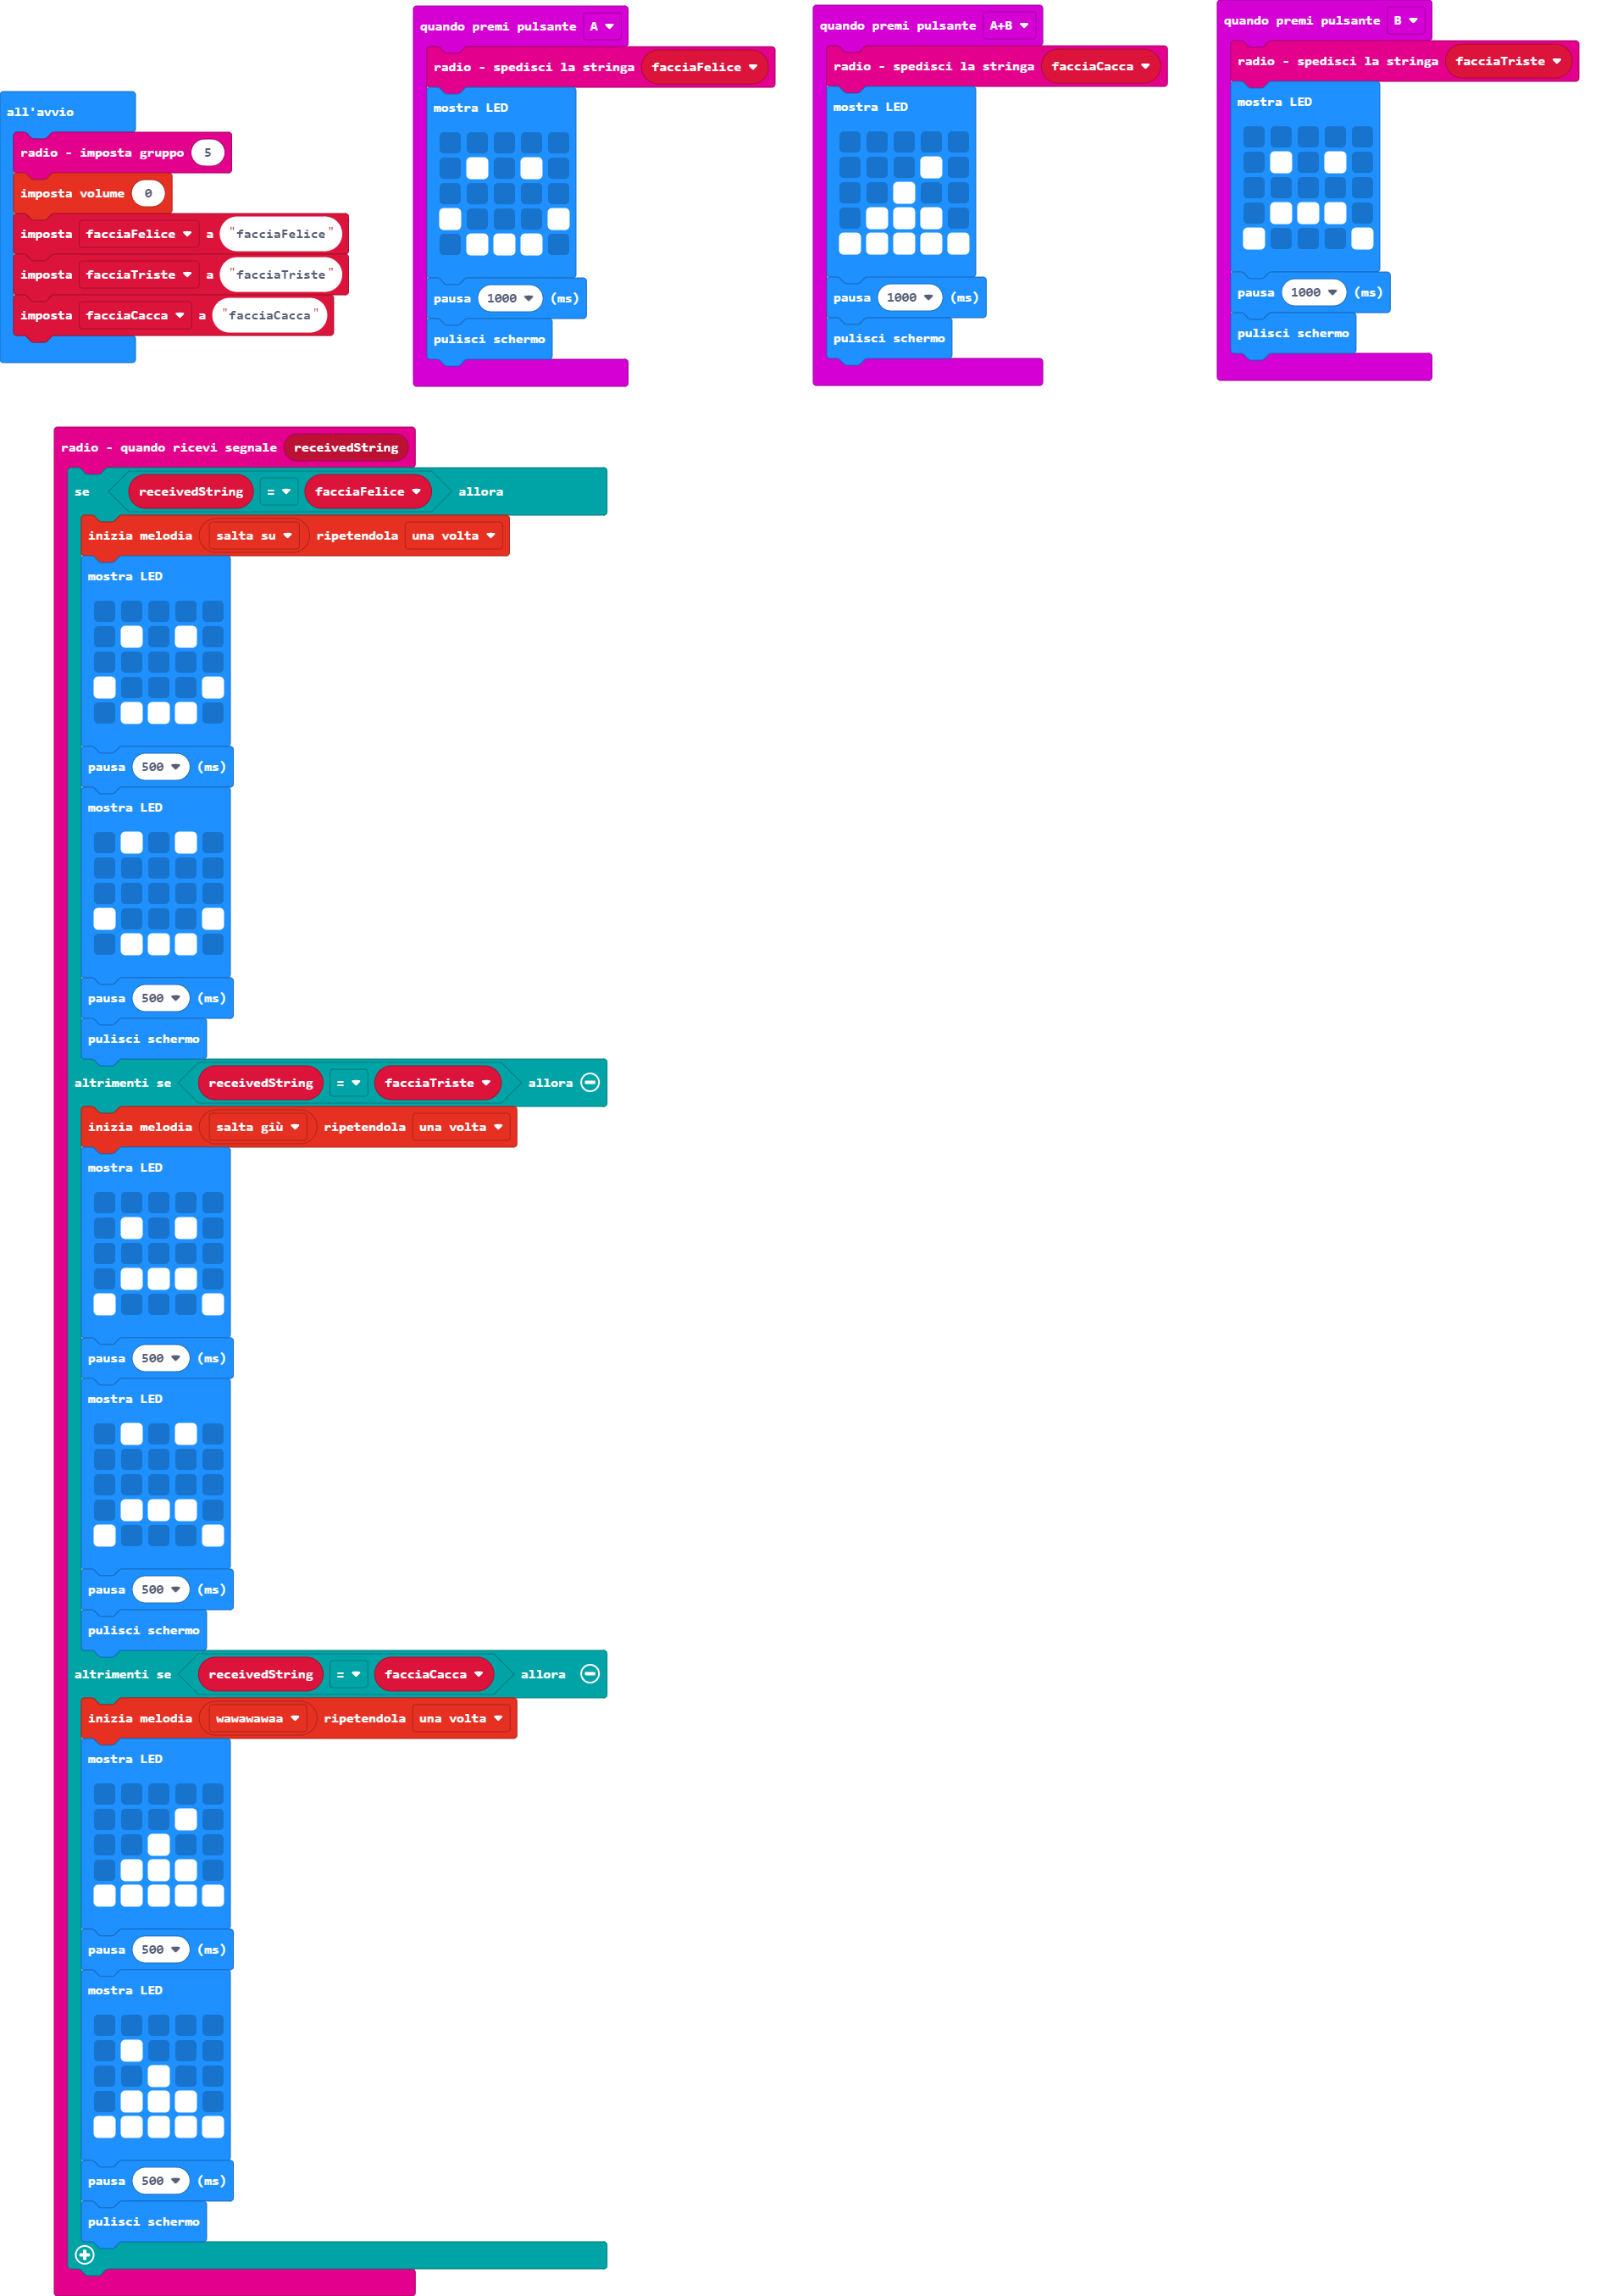 all'avvio
radio - imposta gruppo 5
imposta volume 0
imposta facciaFelice a "facciaFelice"
imposta facciaTriste a "facciaTriste"
imposta facciaCacca a "facciaCacca"
quando premi pulsante A
radio - spedisci la stringa facciaFelice
mostra LED
pausa 1000 (ms)
pulisci schermo
quando premi pulsante A+B
radio - spedisci la stringa facciaCacca
mostra LED
pausa 1000 (ms)
pulisci schermo
quando premi pulsante B
radio - spedisci la stringa facciaTriste
mostra LED
pausa 1000 (ms)
pulisci schermo
radio - quando ricevi segnale receivedString
se receivedString = facciaFelice allora
inizia melodia salta su ripetendola una volta
mostra LED
pausa 500 (ms)
mostra LED
pausa 500 (ms)
pulisci schermo
altrimenti se receivedString = facciaTriste allora
inizia melodia salta giù ripetendola una volta
mostra LED
pausa 500 (ms)
mostra LED
pausa 500 (ms)
pulisci schermo
altrimenti se receivedString = facciaCacca allora
inizia melodia wawawawaa ripetendola una volta
mostra LED
pausa 500 (ms)
mostra LED
pausa 500 (ms)
pulisci schermo